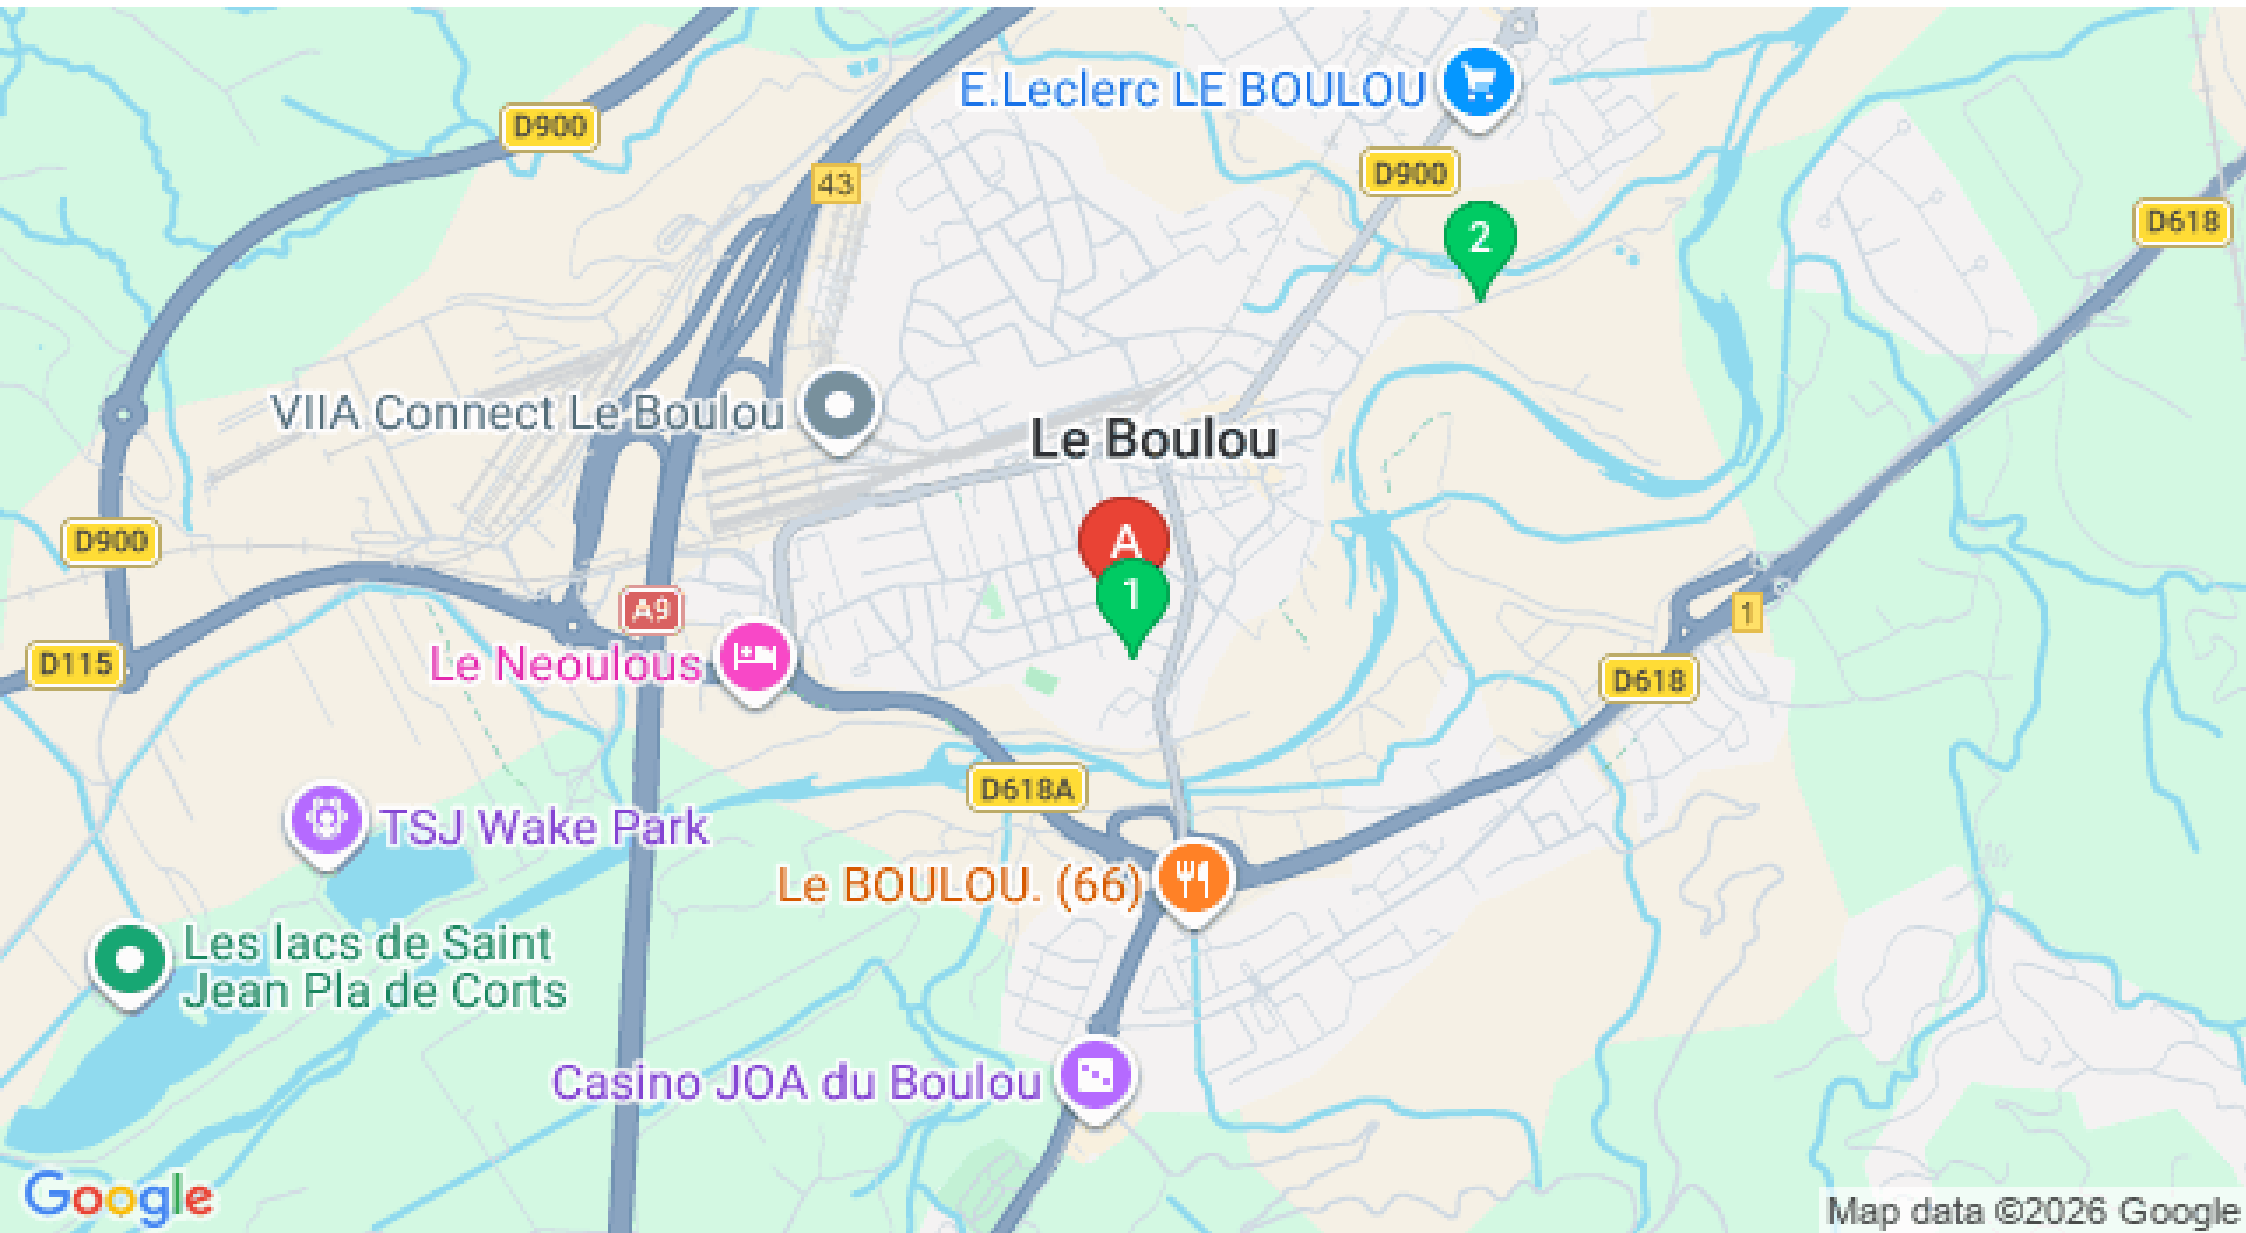 E.Leclerc LE BOULOU
D900
D900
43
2
D618
VIIA Connect Le Boulou
Le Boulou
A
D900
1
A9
1
D115
Le Neoulous
D618
D618A
TSJ Wake Park
Le BOULOU. (66)
Les lacs de Saint
Jean Pla de Corts
Casino JOA du Boulou
Google
Map data ©2026 Google